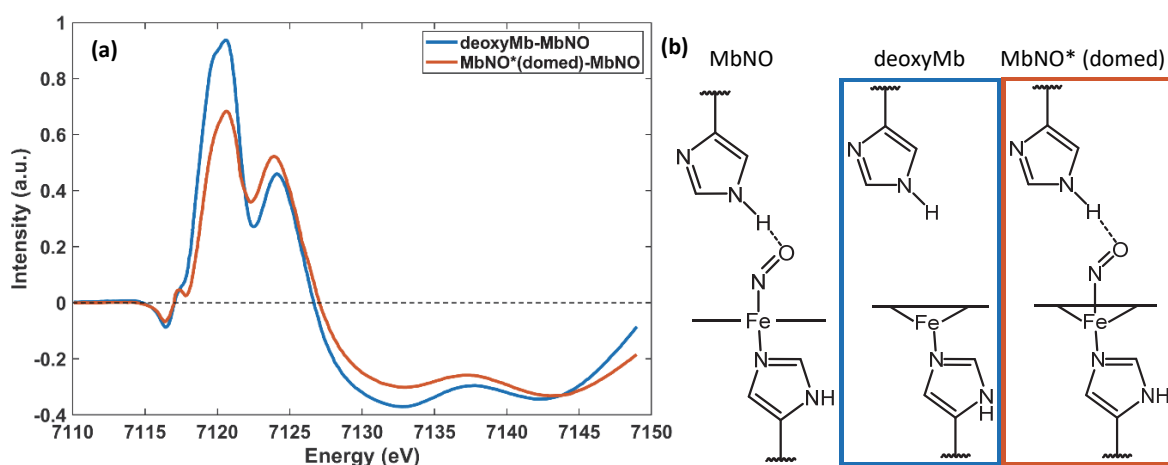 (a)
deoxyMb-MbNO
MbNO*(domed)-MbNO
Intensity (a.u.)
1
0.8
0.6
0.4
0.2
0
-0.2
-0.4
7110 7115 7120 7125 7130 7135 7140 7145 7150
Energy (eV)
(b)
MbNO deoxyMb MbNO* (domed)
N N N
N N N
H H H
O O
N N
Fe Fe Fe
N N N
NH N NH
H